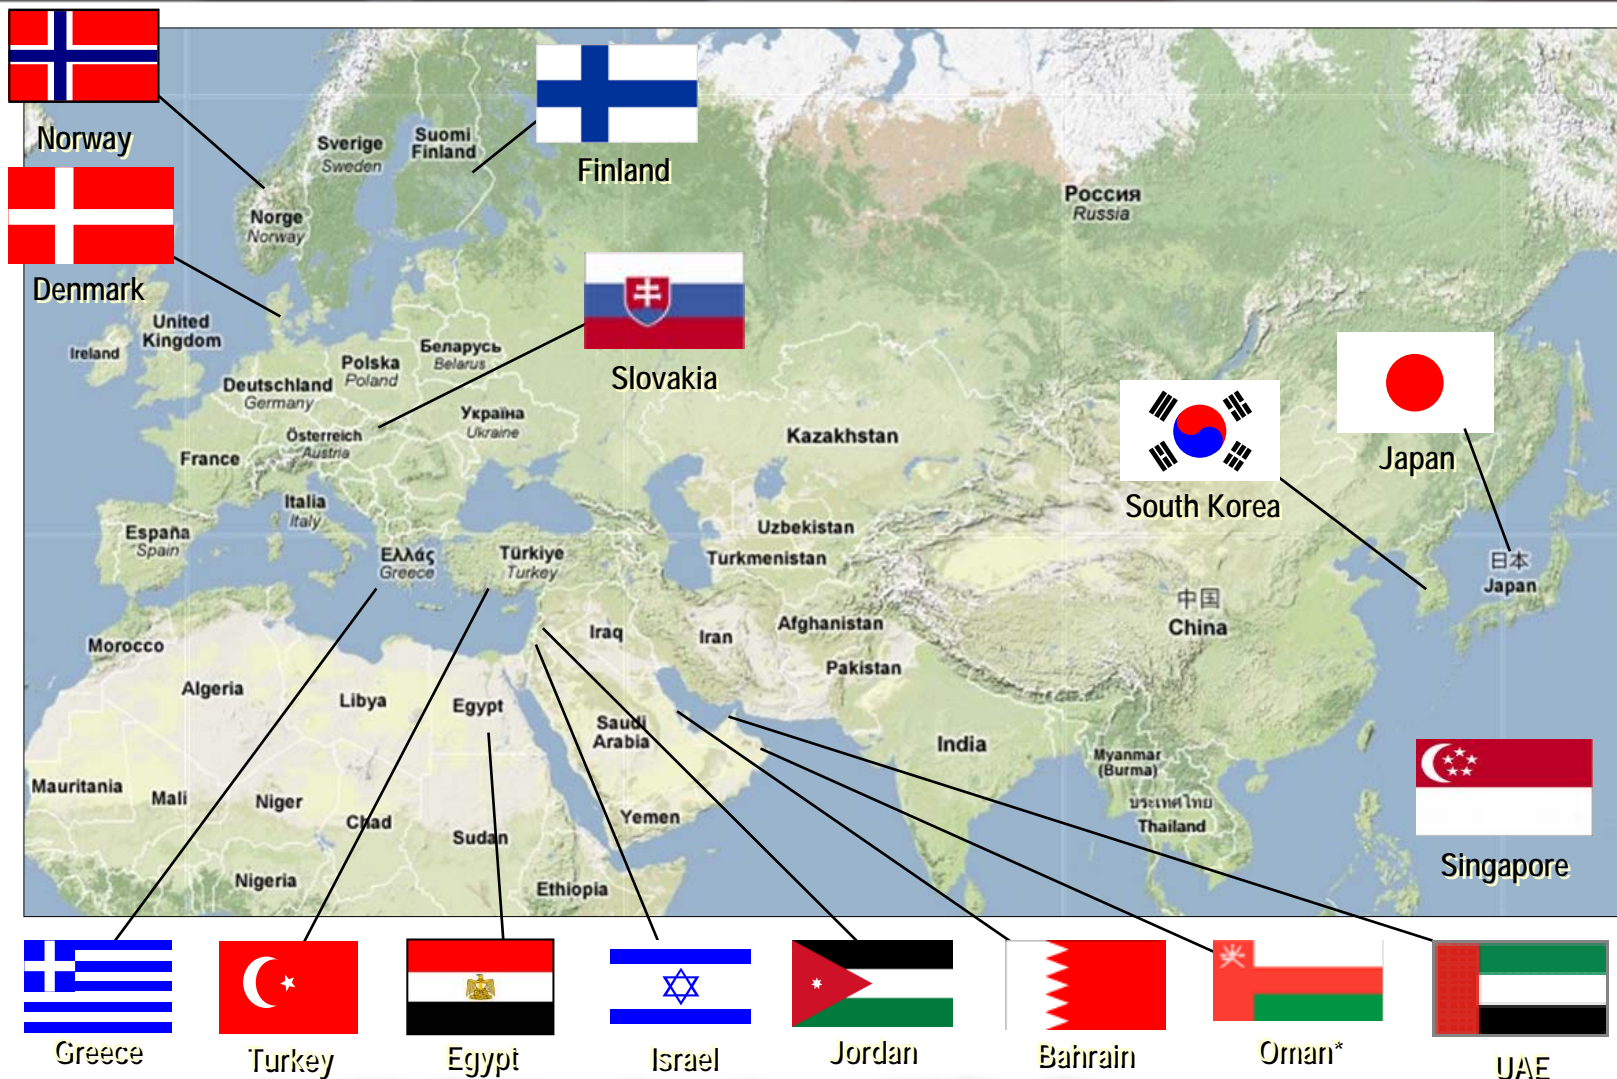 Norway
Finland
Denmark
Slovakia
Japan
South Korea
Singapore
Sverige
Sweden
Suomi
Finland
Norge
Norway
Россия
Russia
United
Kingdom
Ireland
Беларусь
Belarus
Polska
Poland
Deutschland
Germany
Україна
Ukraine
Österreich
Austria
France
Kazakhstan
Italia
Italy
España
Spain
Uzbekistan
Ελλάς
Greece
Türkiye
Turkey
Turkmenistan
日本
Japan
中国
China
Morocco
Iraq
Iran
Afghanistan
Pakistan
Algeria
Libya
Egypt
Saudi
Arabia
India
Myanmar
(Burma)
Mauritania
Mali
Niger
Chad
Sudan
Yemen
ประเทศไทย
Thailand
Nigeria
Ethiopia
Greece
Turkey
Egypt
Israel
Jordan
Bahrain
Oman*
UAE